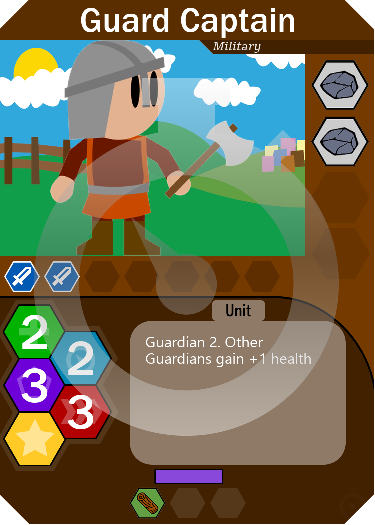 Guard Captain
Military
Unit
2
2
3
3
Guardian 2. Other
Guardians gain +1 health